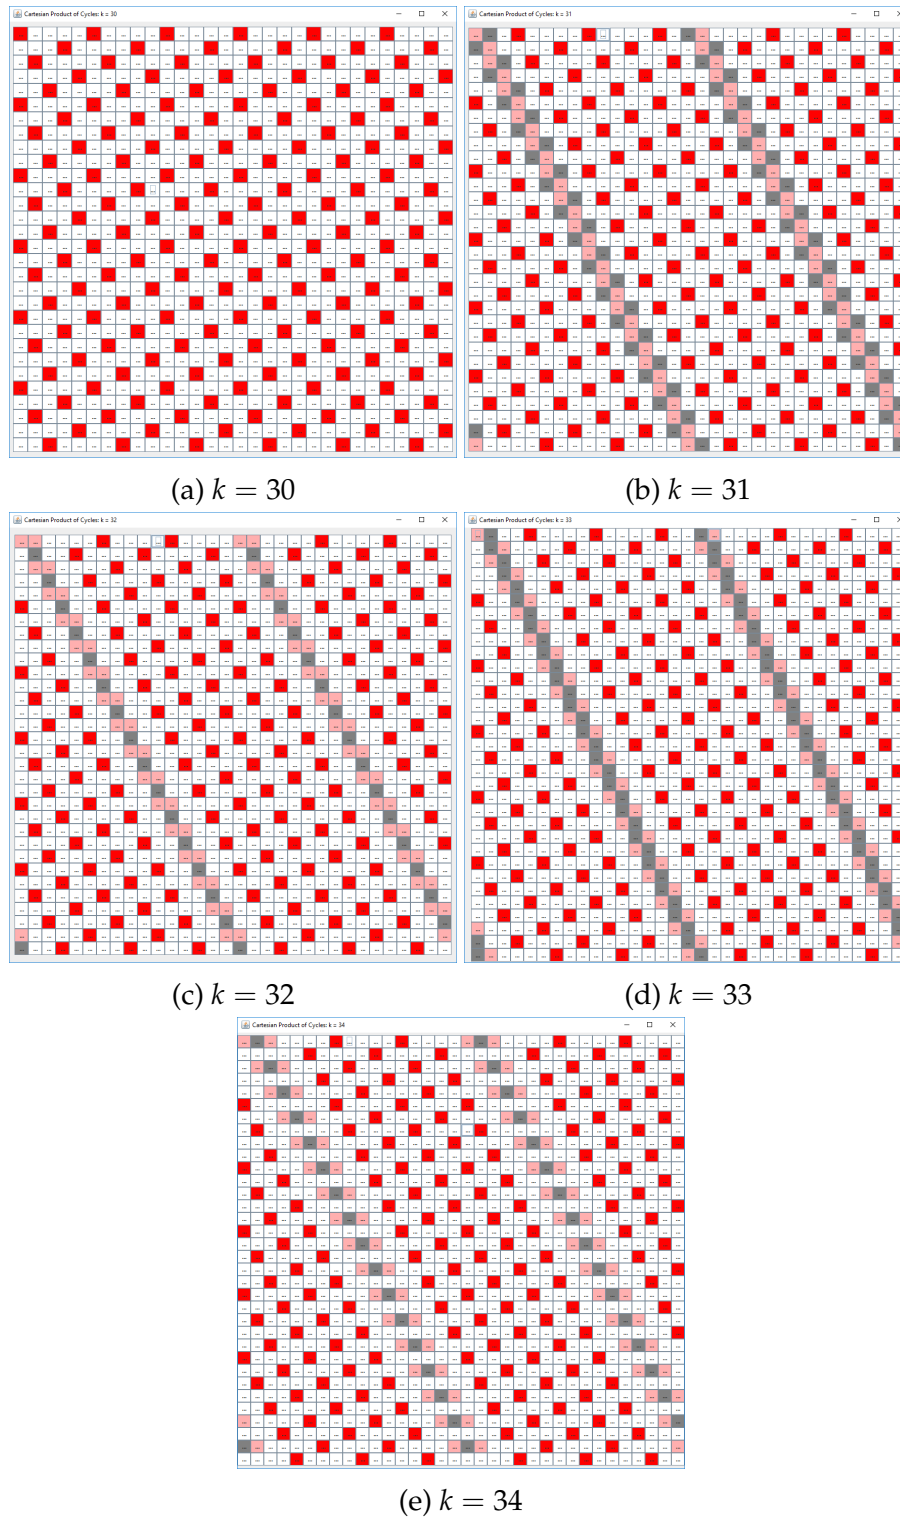 Cartesian Product of Cycles: k = 30
Cartesian Product of Cycles: k = 31
(a) k = 30
(b) k = 31
Cartesian Product of Cycles: k = 32
Cartesian Product of Cycles: k = 33
(c) k = 32
(d) k = 33
Cartesian Product of Cycles: k = 34
(e) k = 34